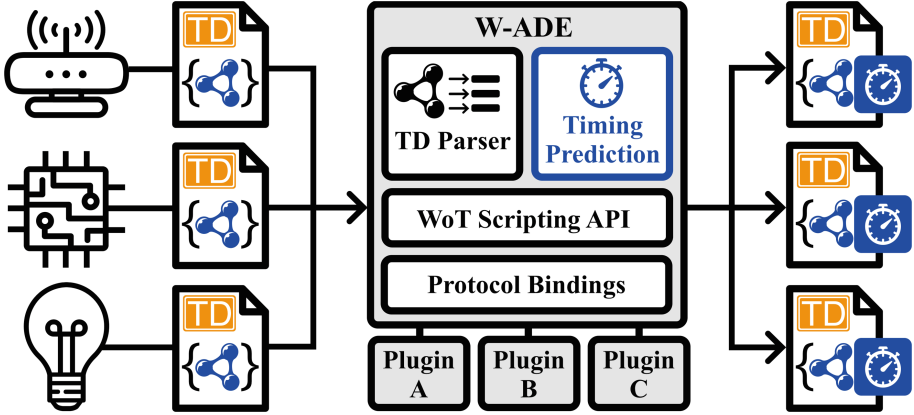 TD
TD
TD
W-ADE
TD Parser
Timing
Prediction
WoT Scripting API
Protocol Bindings
Plugin
A
Plugin
B
Plugin
C
TD
TD
TD